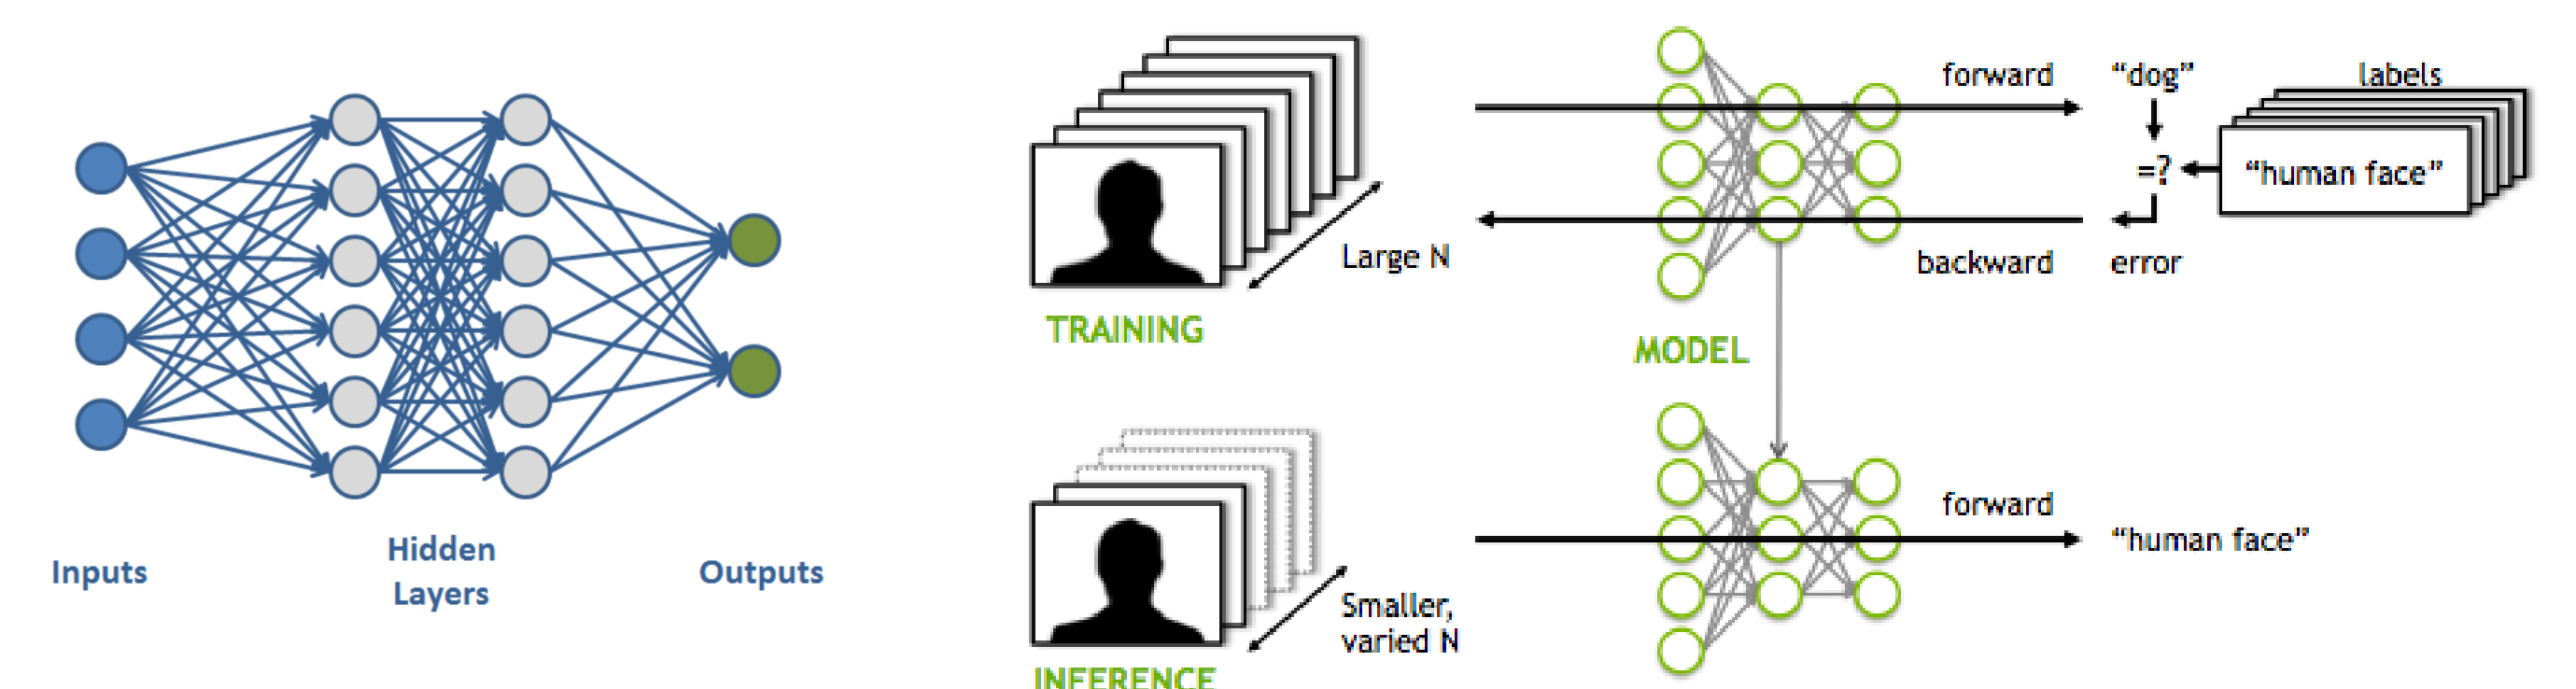 Inputs
Hidden
Layers
Outputs
TRAINING
Large N
MODEL
forward
"dog"
labels
=?
"human face"
backward
error
INFERENCE
Smaller,
varied N
forward
"human face"